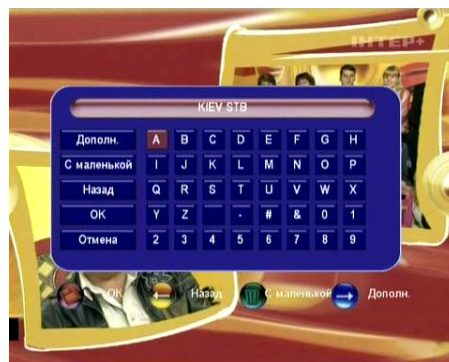 ІНТЕР+
KIEV STB
Дополн. A B C D E F G H
С маленькой I J K L M N O P
Назад Q R S T U V W X
OK Y Z - # & 0 1
Отмена 2 3 4 5 6 7 8 9
OK Назад С маленькой Дополн.